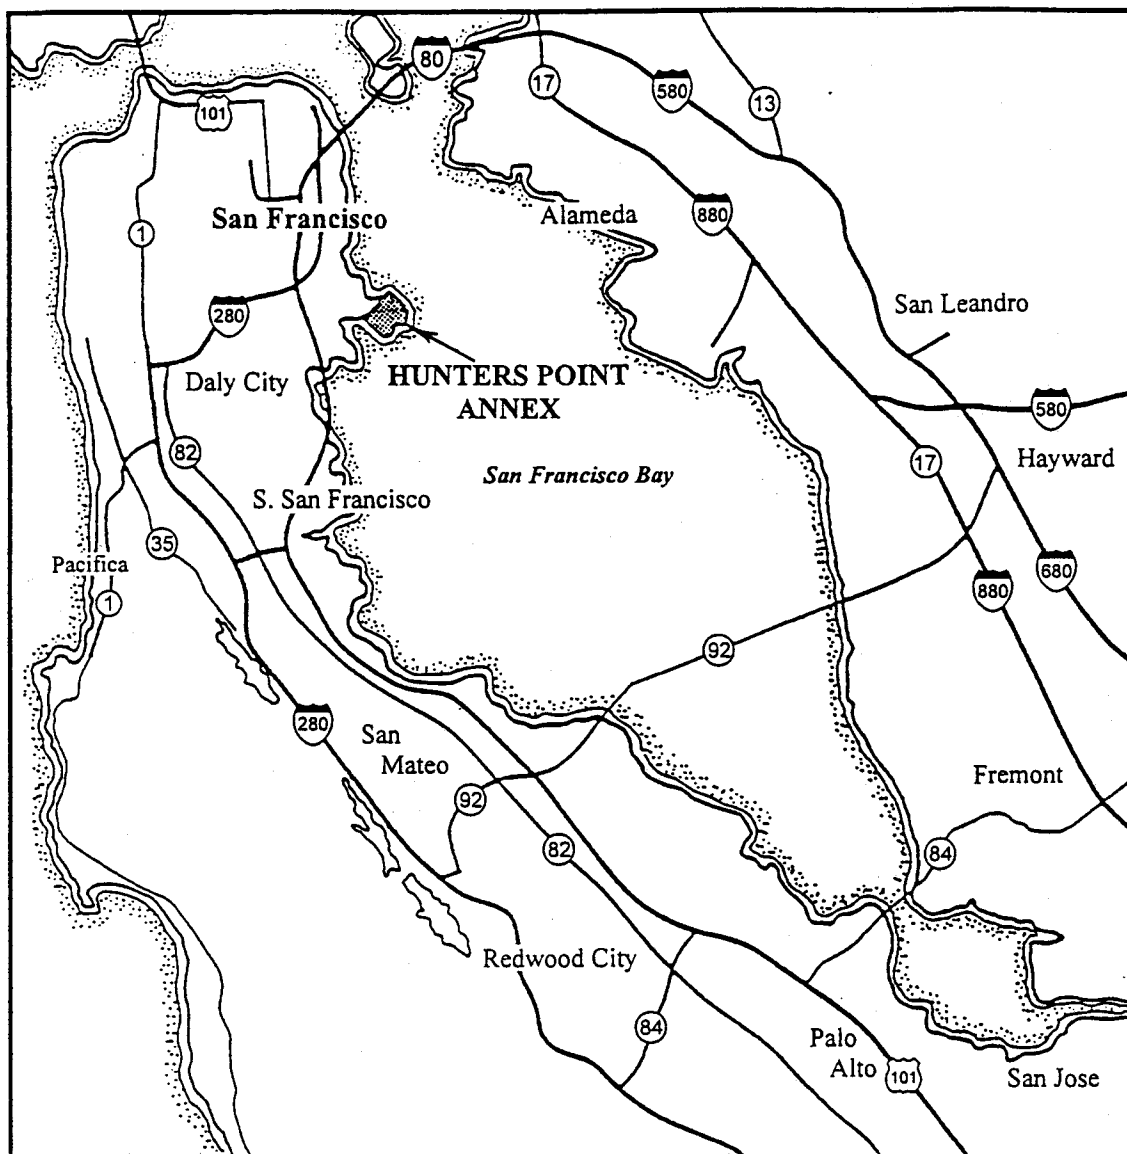 80
17
580
13
101
San Francisco
Alameda
880
1
280
San Leandro
HUNTERS POINT
ANNEX
Daly City
580
82
17
Hayward
San Francisco Bay
S. San Francisco
35
Pacifica
1
680
880
92
280
San
Mateo
Fremont
92
82
84
Redwood City
84
Palo
Alto
101
San Jose